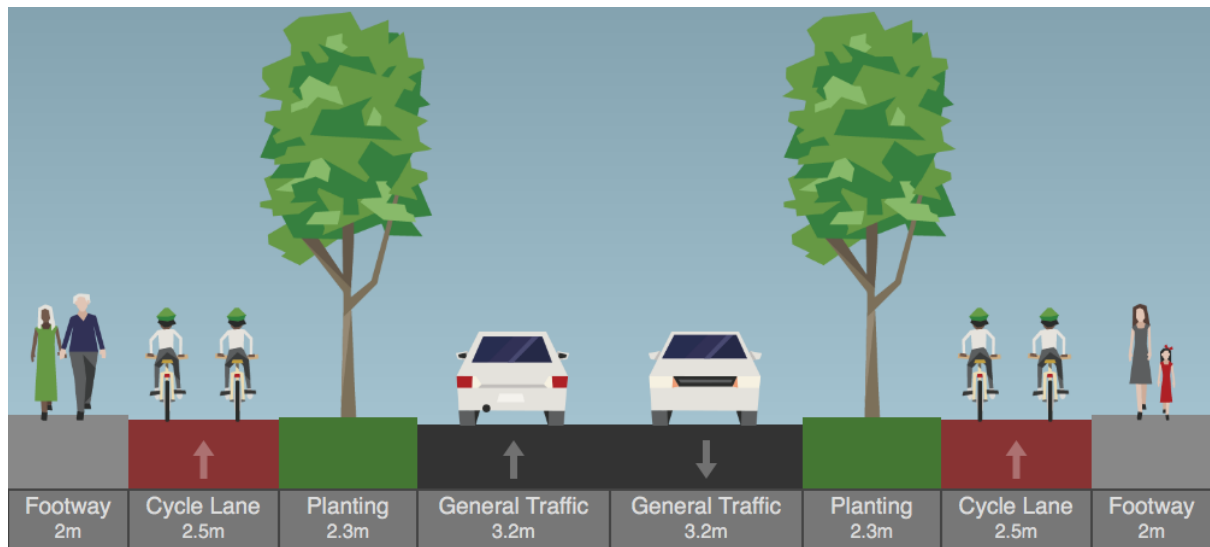 Footway
2m
Cycle Lane
2.5m
Planting
2.3m
General Traffic
3.2m
General Traffic
3.2m
Planting
2.3m
Cycle Lane
2.5m
Footway
2m